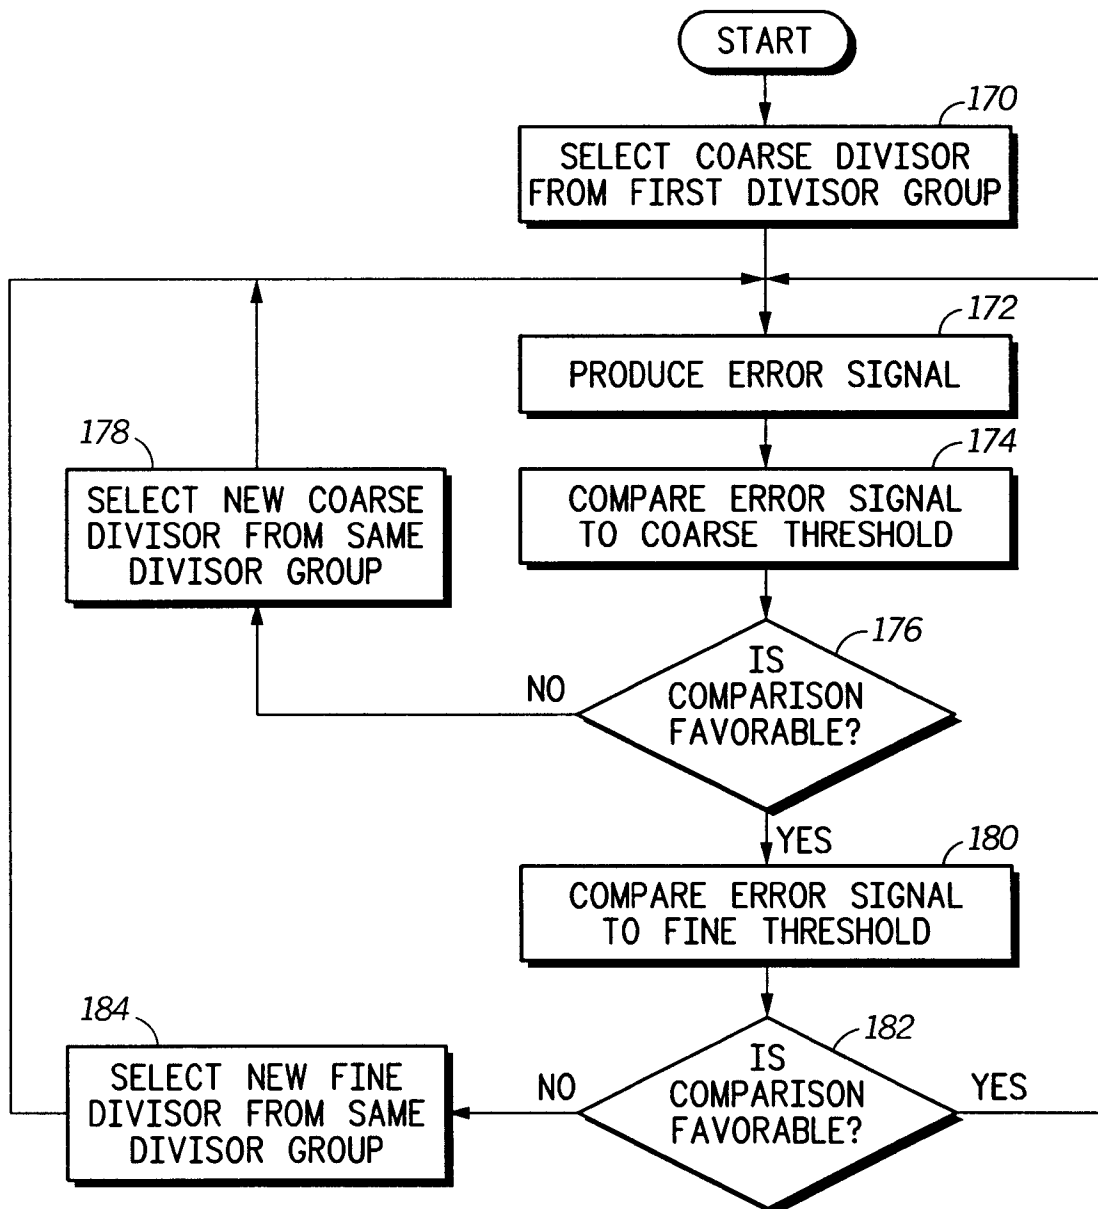 START
170
SELECT COARSE DIVISOR
FROM FIRST DIVISOR GROUP
172
PRODUCE ERROR SIGNAL
178
SELECT NEW COARSE
DIVISOR FROM SAME
DIVISOR GROUP
174
COMPARE ERROR SIGNAL
TO COARSE THRESHOLD
176
IS
COMPARISON
FAVORABLE?
NO
YES
180
COMPARE ERROR SIGNAL
TO FINE THRESHOLD
184
SELECT NEW FINE
DIVISOR FROM SAME
DIVISOR GROUP
182
IS
COMPARISON
FAVORABLE?
NO
YES